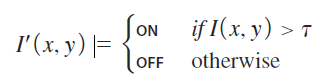 I'(x, y) |= { ON if I(x, y) > τ
OFF otherwise